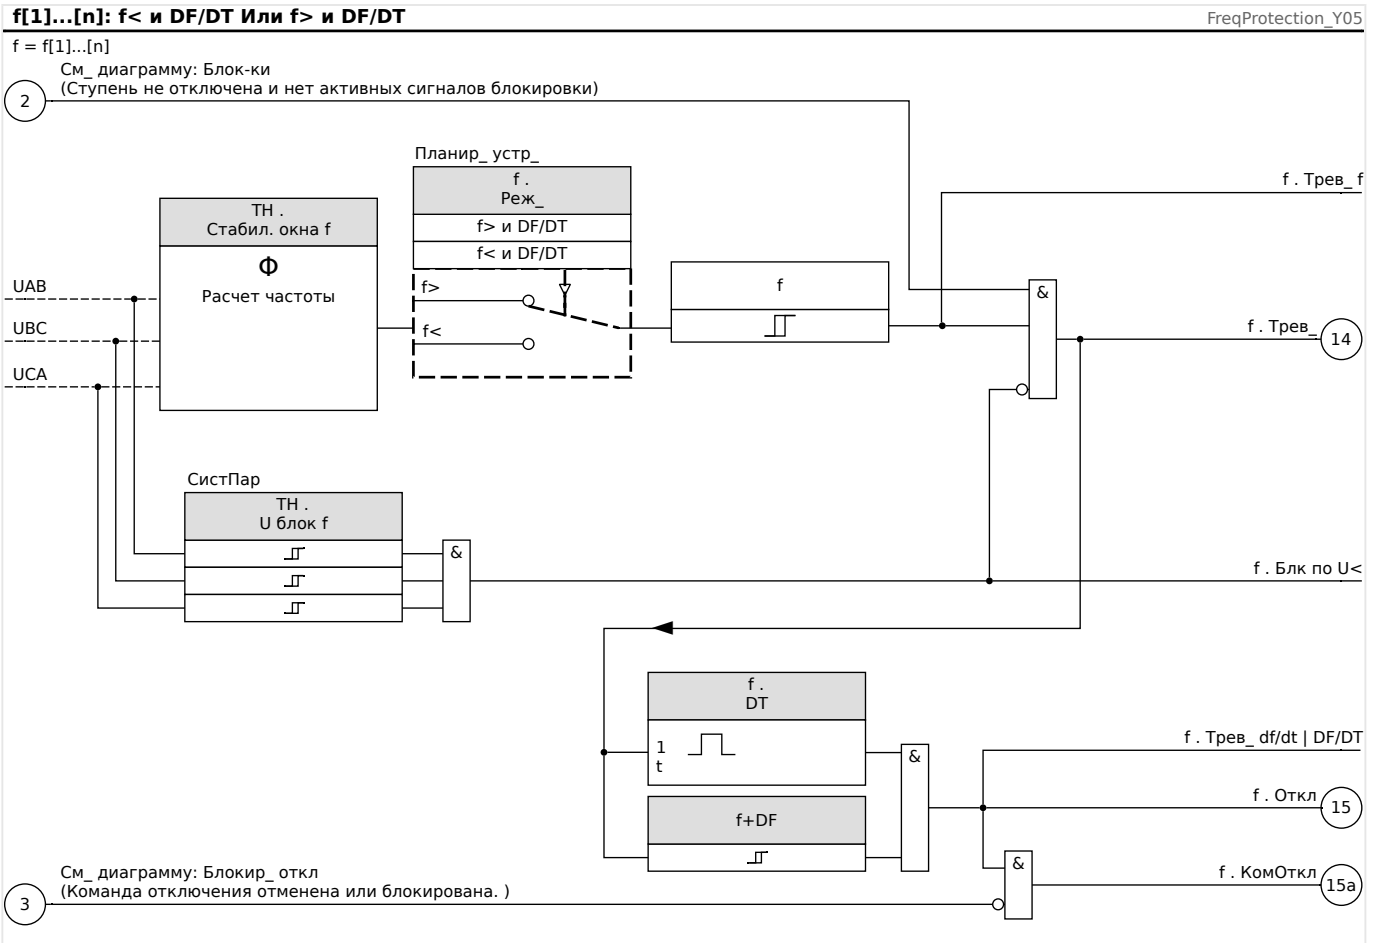 f[1]...[n]: f< и DF/DT Или f> и DF/DT
FreqProtection_Y05
f = f[1]...[n]
См_ диаграмму: Блок-ки
(Ступень не отключена и нет активных сигналов блокировки)
2
Планир_ устр_
f .
Реж_
f> и DF/DT
f< и DF/DT
f>
f<
ТН .
Стабил. окна f
Φ
Расчет частоты
UAB
UBC
UCA
f
&
f . Трев_ f
f . Трев_
14
СистПар
ТН .
U блок f
&
f . Блк по U<
f .
DT
1
t
f+DF
&
f . Трев_ df/dt | DF/DT
f . Откл
15
&
f . КомОткл
15a
См_ диаграмму: Блокир_ откл
(Команда отключения отменена или блокирована. )
3